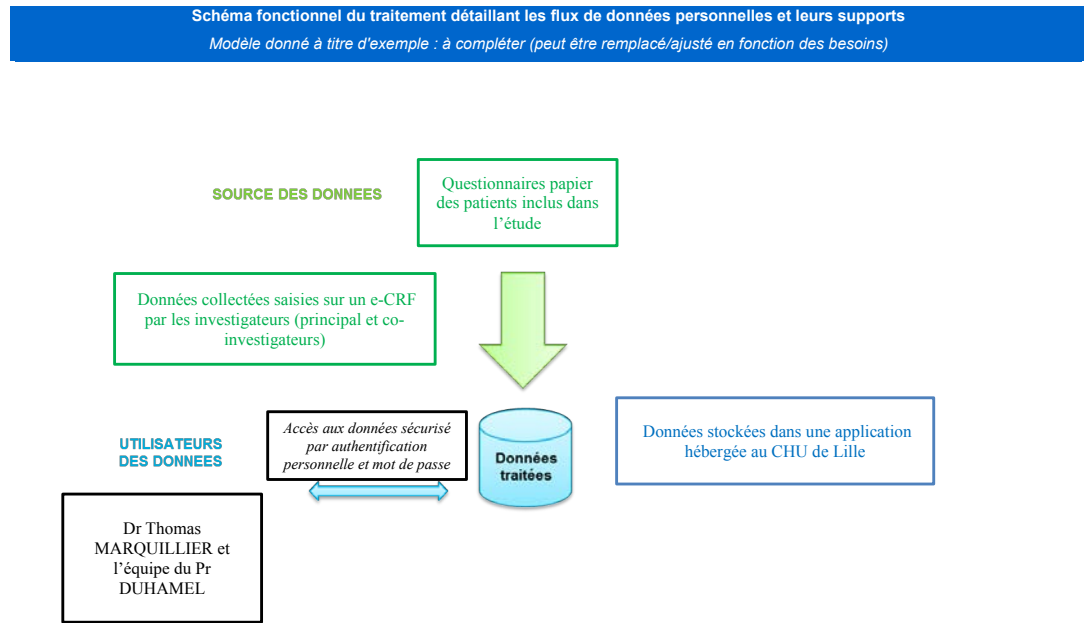 Schéma fonctionnel du traitement détaillant les flux de données personnelles et leurs supports
Modèle donné à titre d'exemple : à compléter (peut être remplacé/ajusté en fonction des besoins)
SOURCE DES DONNEES
Questionnaires papier
des patients inclus dans
l’étude
Données collectées saisies sur un e-CRF
par les investigateurs (principal et co-
investigateurs)
UTILISATEURS
DES DONNEES
Accès aux données sécurisé
par authentification
personnelle et mot de passe
Données
traitées
Données stockées dans une application
hébergée au CHU de Lille
Dr Thomas
MARQUILLIER et
l’équipe du Pr
DUHAMEL